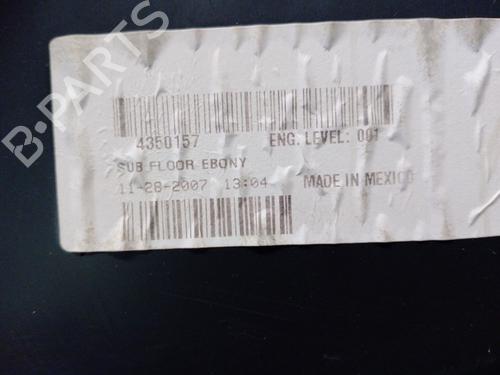 4350157 ENG. LEVEL: 001
SUB FLOOR EBONY
11-28-2007 13:04 MADE IN MEXICO
B-PARTS